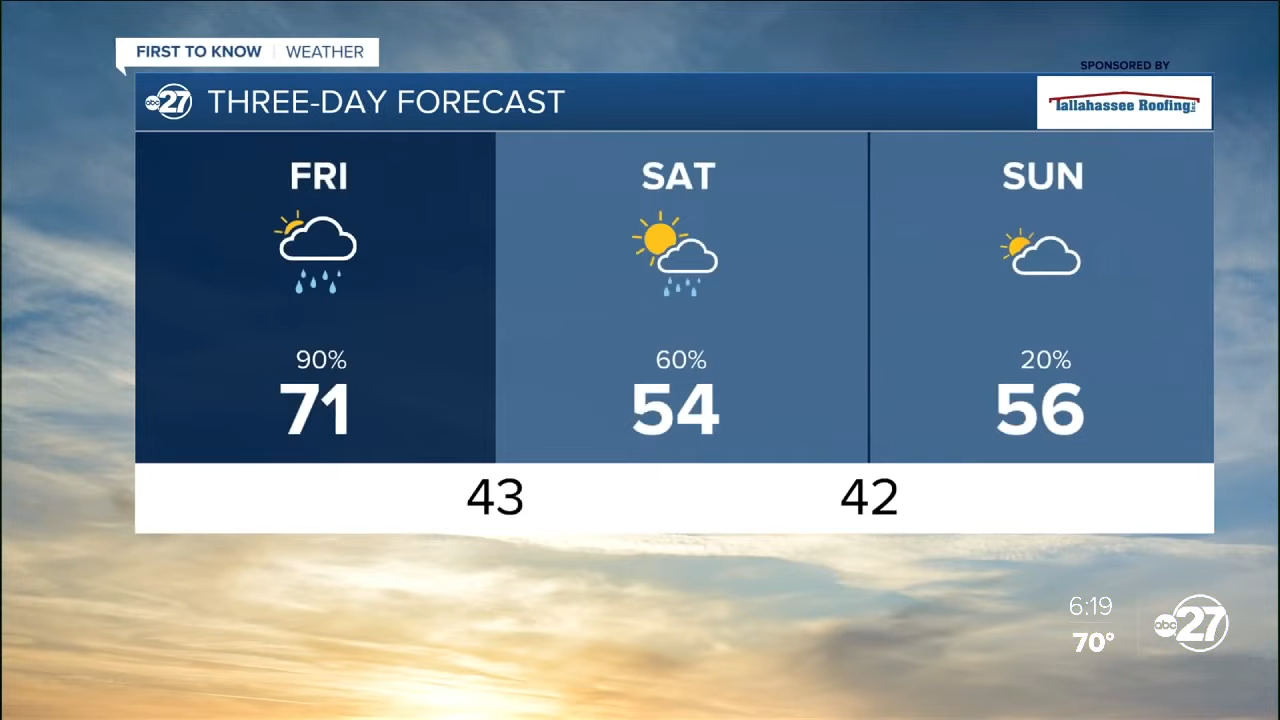 FIRST TO KNOW | WEATHER
SPONSORED BY
abc 27 THREE-DAY FORECAST
Tallahassee Roofing Inc.
FRI SAT SUN
90% 60% 20%
71 54 56
43 42
6:19
70°
abc 27